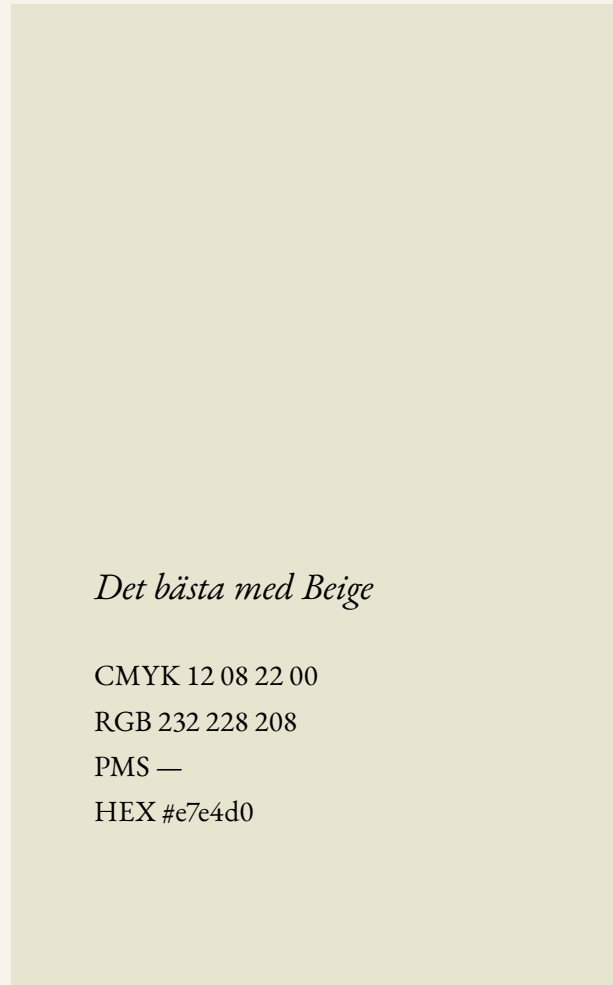 Det bästa med Beige
CMYK 12 08 22 00
RGB 232 228 208
PMS —
HEX #e7e4d0